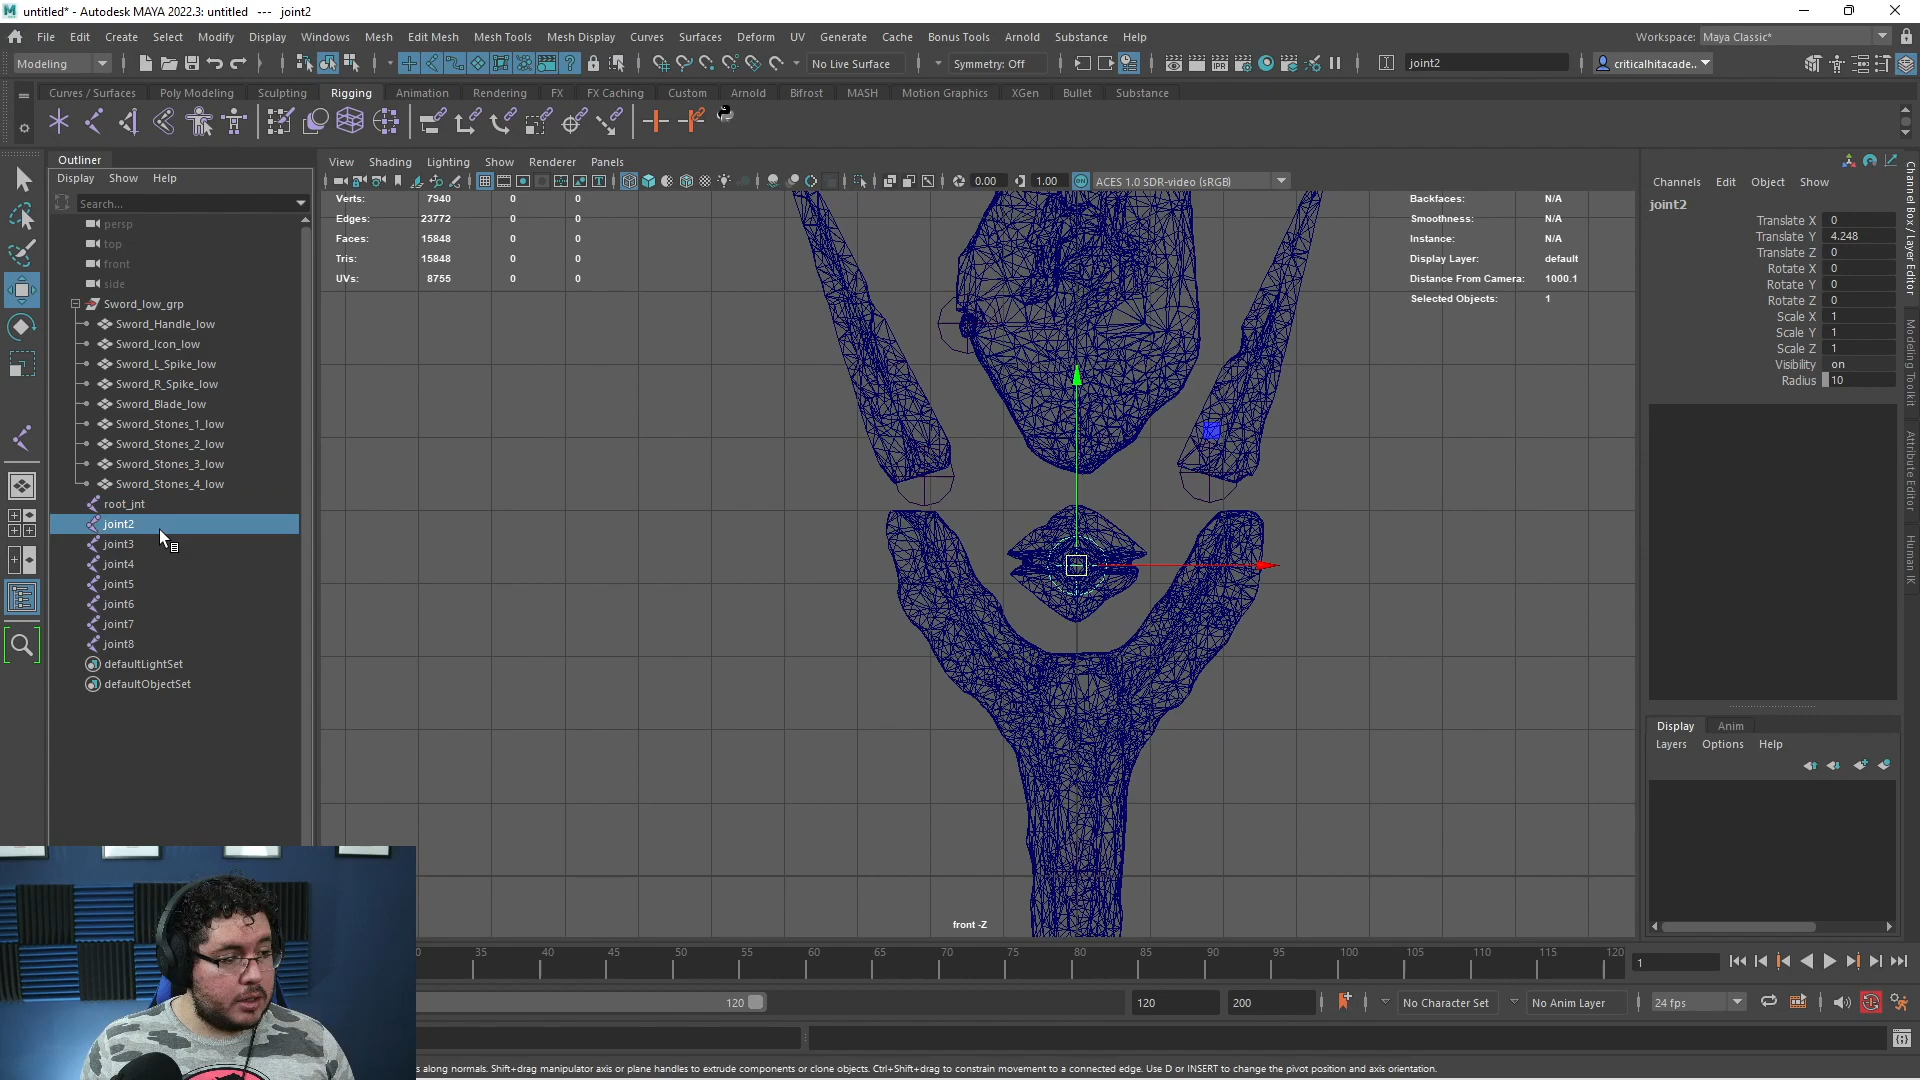 untitled* - Autodesk MAYA 2022.3: untitled --- joint2
File Edit Create Select Modify Display Windows Mesh Edit Mesh Mesh Tools Mesh Display Curves Surfaces Deform UV Generate Cache Bonus Tools Arnold Substance Help
Workspace: Maya Classic*
Modeling
No Live Surface
Symmetry: Off
joint2
criticalhitacade..
Curves / Surfaces Poly Modeling Sculpting Rigging Animation Rendering FX FX Caching Custom Arnold Bifrost MASH Motion Graphics XGen Bullet Substance
Outliner
Display Show Help
Search...
persp
top
front
side
Sword_low_grp
Sword_Handle_low
Sword_Icon_low
Sword_L_Spike_low
Sword_R_Spike_low
Sword_Blade_low
Sword_Stones_1_low
Sword_Stones_2_low
Sword_Stones_3_low
Sword_Stones_4_low
root_jnt
joint2
joint3
joint4
joint5
joint6
joint7
joint8
defaultLightSet
defaultObjectSet
View Shading Lighting Show Renderer Panels
0.00 1.00 ON ACES 1.0 SDR-video (sRGB)
Verts: 7940 0 0
Edges: 23772 0 0
Faces: 15848 0 0
Tris: 15848 0 0
UVs: 8755 0 0
Backfaces: N/A
Smoothness: N/A
Instance: N/A
Display Layer: default
Distance From Camera: 1000.1
Selected Objects: 1
front -Z
Channels Edit Object Show
joint2
Translate X 0
Translate Y 4.248
Translate Z 0
Rotate X 0
Rotate Y 0
Rotate Z 0
Scale X 1
Scale Y 1
Scale Z 1
Visibility on
Radius 10
Channel Box / Layer Editor
Modeling Toolkit
Attribute Editor
Human IK
Display Anim
Layers Options Help
35 40 45 50 55 60 65 70 75 80 85 90 95 100 105 110 115 120
1
120
120
200
No Character Set
No Anim Layer
24 fps
s along normals. Shift+drag manipulator axis or plane handles to extrude components or clone objects. Ctrl+Shift+drag to constrain movement to a connected edge. Use D or INSERT to change the pivot position and axis orientation.